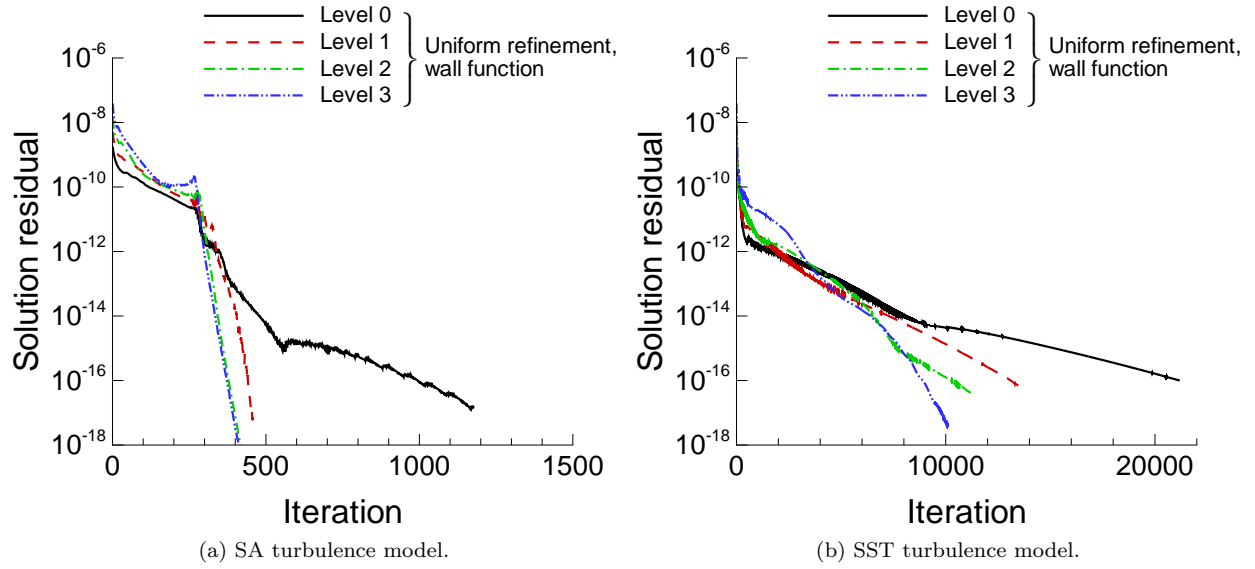 Level 0
Level 1
Level 2
Level 3
Uniform refinement,
wall function
10^-6
10^-8
10^-10
10^-12
10^-14
10^-16
10^-18
Solution residual
0 500 1000 1500
Iteration
(a) SA turbulence model.
Level 0
Level 1
Level 2
Level 3
Uniform refinement,
wall function
10^-6
10^-8
10^-10
10^-12
10^-14
10^-16
10^-18
Solution residual
0 10000 20000
Iteration
(b) SST turbulence model.